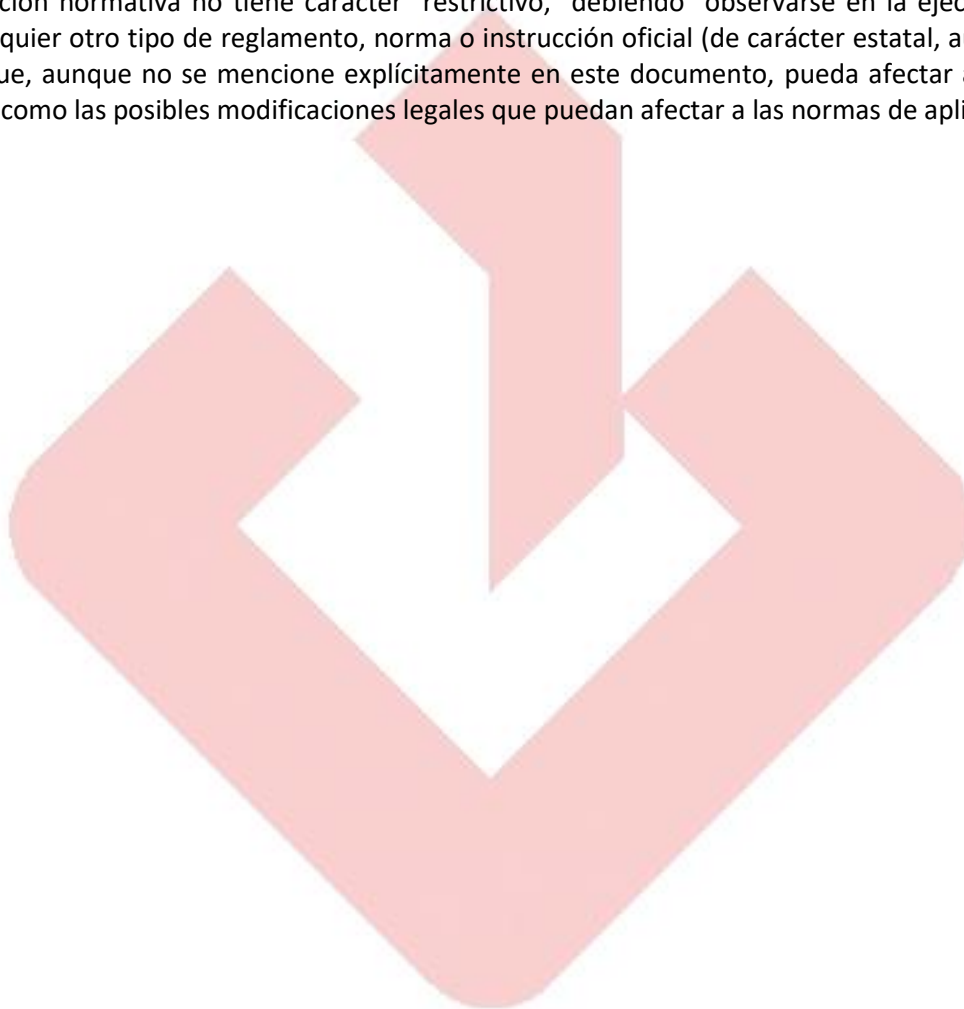 ción normativa no tiene carácter "restrictivo," debiendo" observarse en la ejec
quier otro tipo de reglamento, norma o instrucción oficial (de carácter estatal, a
ue, aunque no se mencione explícitamente en este documento, pueda afectar a
como las posibles modificaciones legales que puedan afectar a las normas de apli